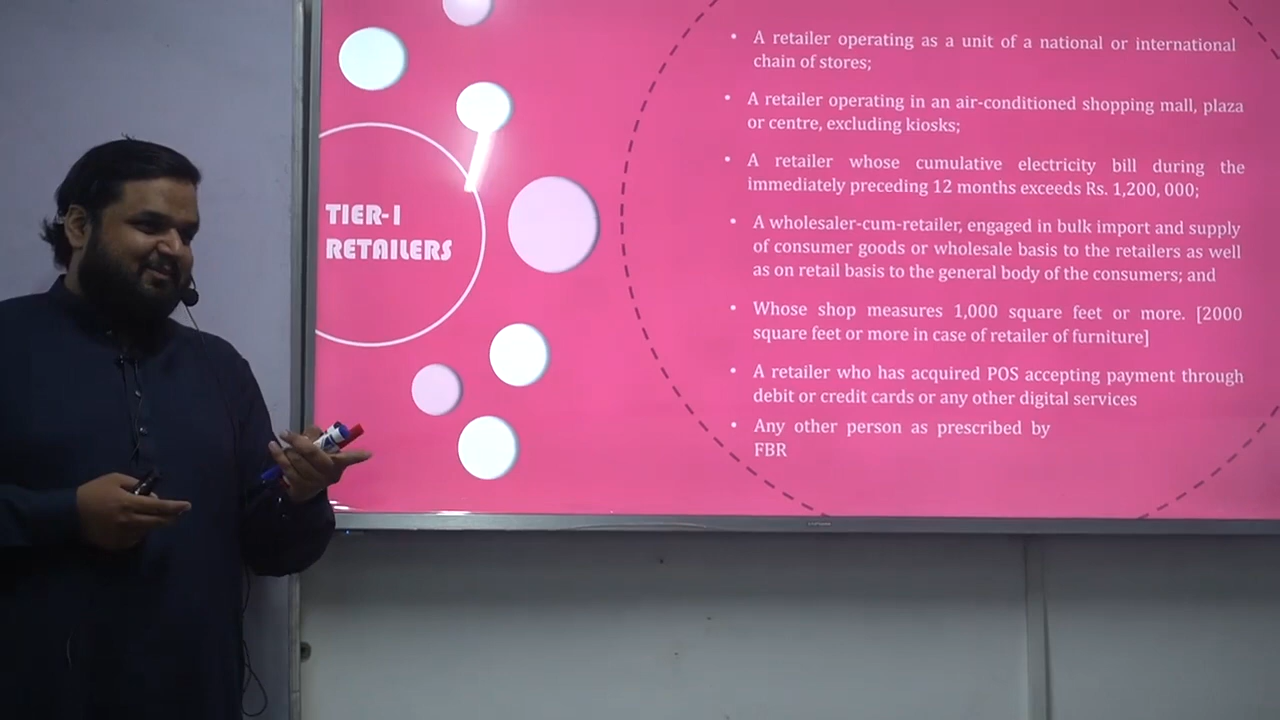 TIER-1
RETAILERS
• A retailer operating as a unit of a national or international
chain of stores;
• A retailer operating in an air-conditioned shopping mall, plaza
or centre, excluding kiosks;
• A retailer whose cumulative electricity bill during the
immediately preceding 12 months exceeds Rs. 1,200, 000;
• A wholesaler-cum-retailer, engaged in bulk import and supply
of consumer goods or wholesale basis to the retailers as well
as on retail basis to the general body of the consumers; and
• Whose shop measures 1,000 square feet or more. [2000
square feet or more in case of retailer of furniture]
• A retailer who has acquired POS accepting payment through
debit or credit cards or any other digital services
• Any other person as prescribed by
FBR